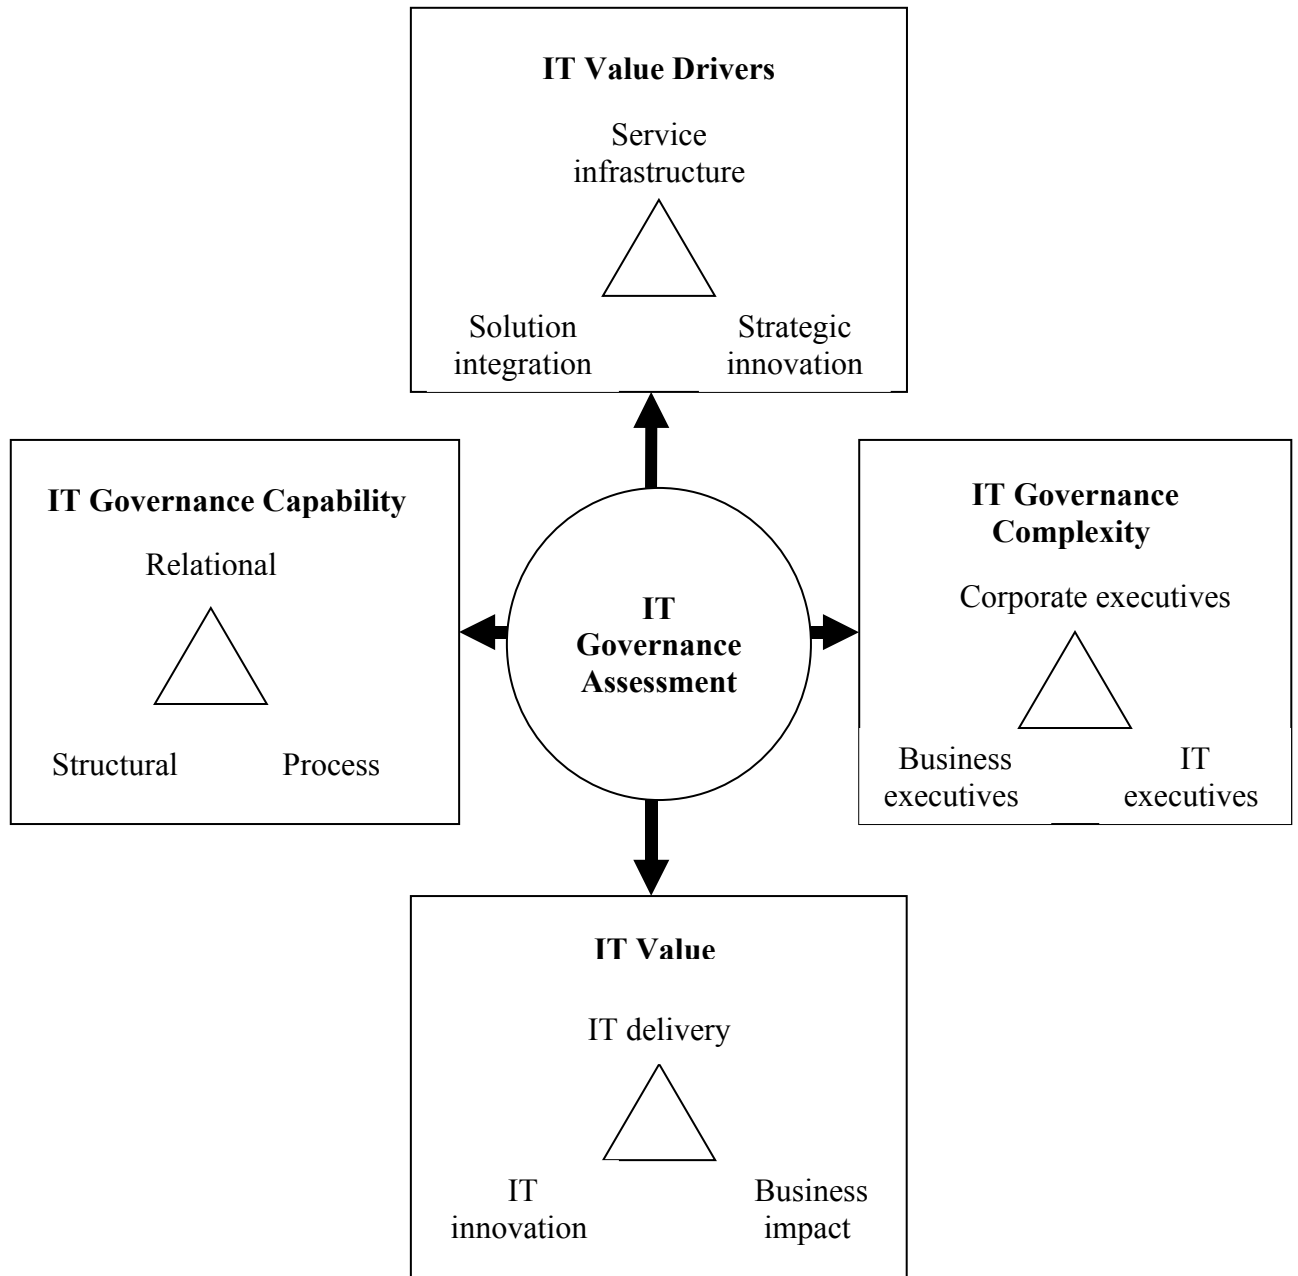 IT Value Drivers
Service
infrastructure
Solution
integration
Strategic
innovation
IT Governance Capability
Relational
Structural
Process
IT
Governance
Assessment
IT Governance
Complexity
Corporate executives
Business
executives
IT
executives
IT Value
IT delivery
IT
innovation
Business
impact